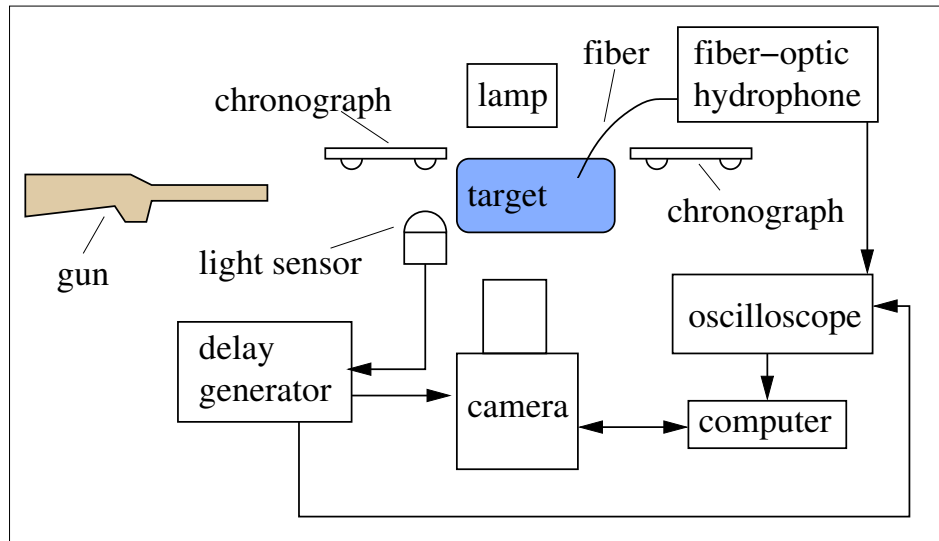 fiber
fiber−optic
hydrophone
chronograph
lamp
target
chronograph
gun
light sensor
delay
generator
camera
oscilloscope
computer